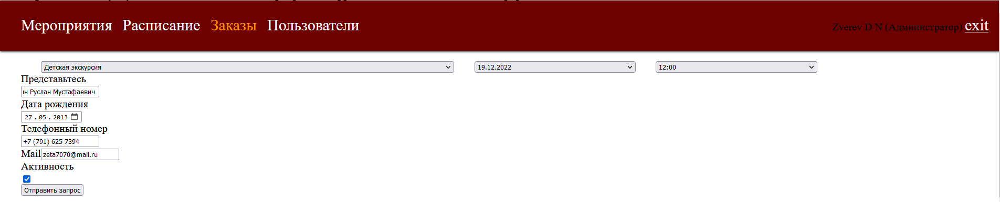 Мероприятия Расписание Заказы Пользователи Zverev D N (Администратор) exit
Детская экскурсия 19.12.2022 12:00
Представьтесь
Руслан Мустафаевич
Дата рождения
27.05.2013
Телефонный номер
+7 (791) 625 7394
Mail zeta7070@mail.ru
Активность
Отправить запрос